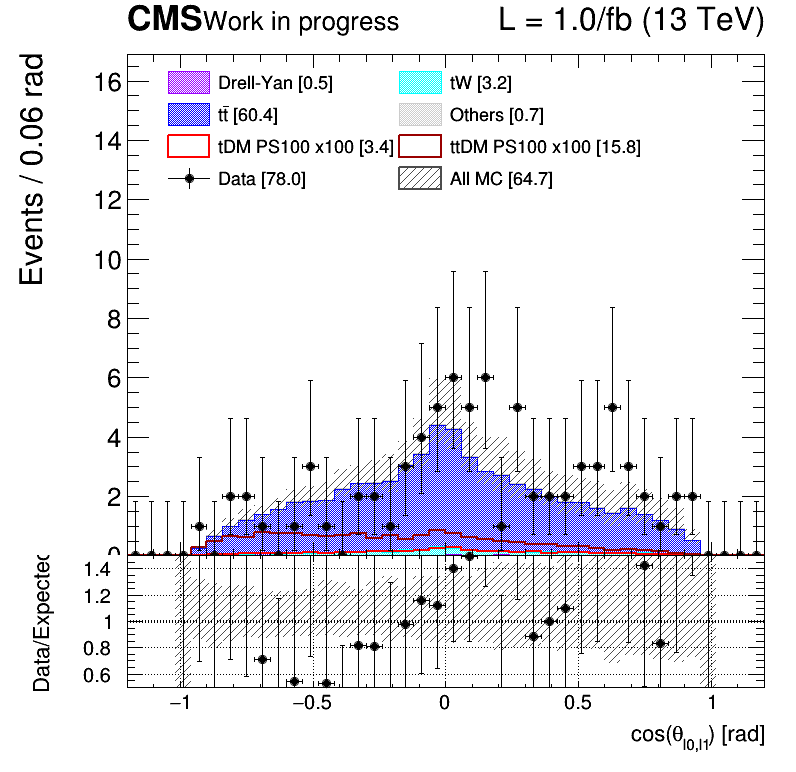 CMS Work in progress L = 1.0/fb (13 TeV)
Events / 0.06 rad
16
14
12
10
8
6
4
2
0
Drell-Yan [0.5] tW [3.2]
tt̄ [60.4] Others [0.7]
tDM PS100 x100 [3.4] ttDM PS100 x100 [15.8]
Data [78.0] All MC [64.7]
Data/Expected
1.4
1.2
1
0.8
0.6
−1 −0.5 0 0.5 1
cos(θl0,l1) [rad]